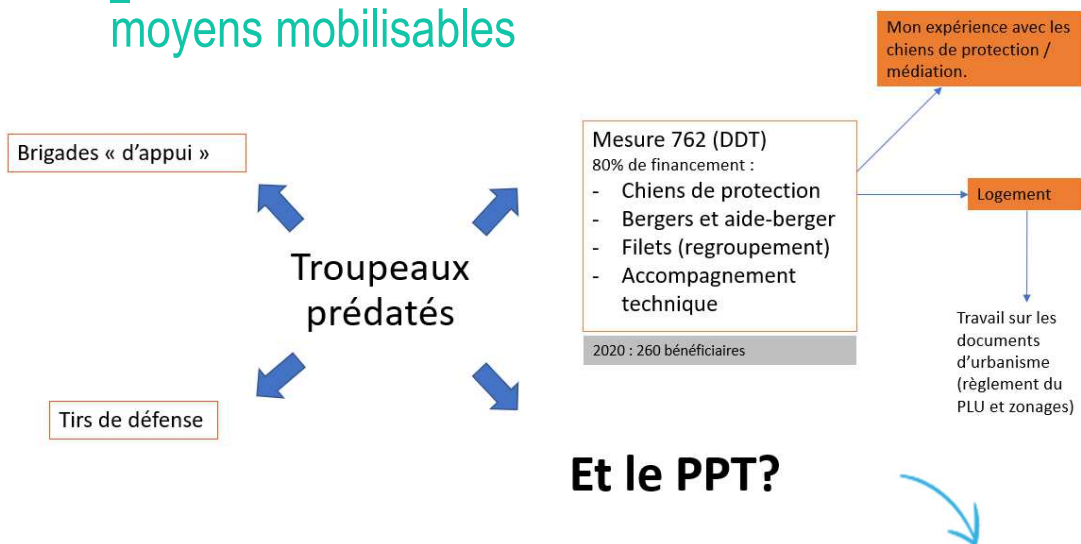 moyens mobilisables
Mon expérience avec les
chiens de protection /
médiation.
Brigades « d'appui »
Mesure 762 (DDT)
80% de financement :
- Chiens de protection
- Bergers et aide-berger
- Filets (regroupement)
- Accompagnement
technique
Logement
Troupeaux
prédatés
2020 : 260 bénéficiaires
Travail sur les
documents
d'urbanisme
(règlement du
PLU et zonages)
Tirs de défense
Et le PPT?